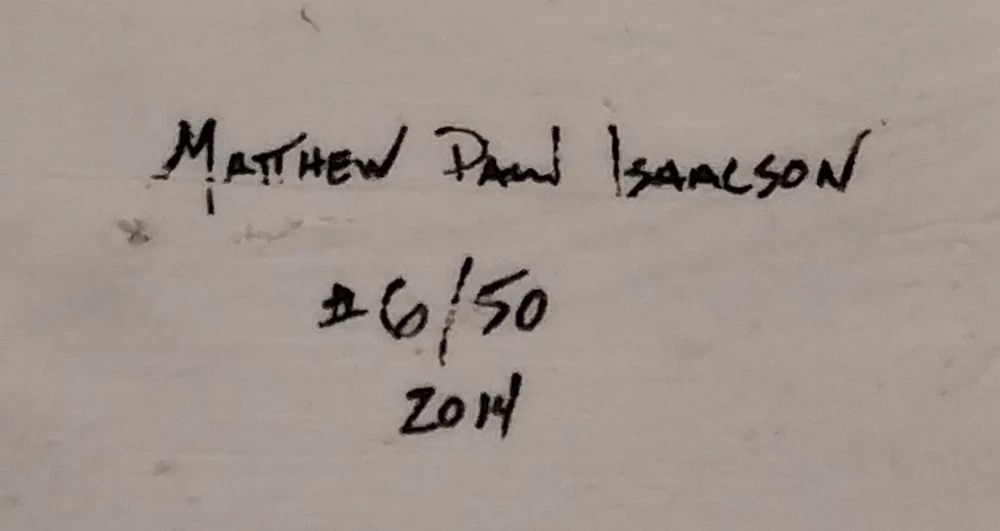 MATTHEW PAUL ISAACSON
#6/50
2014